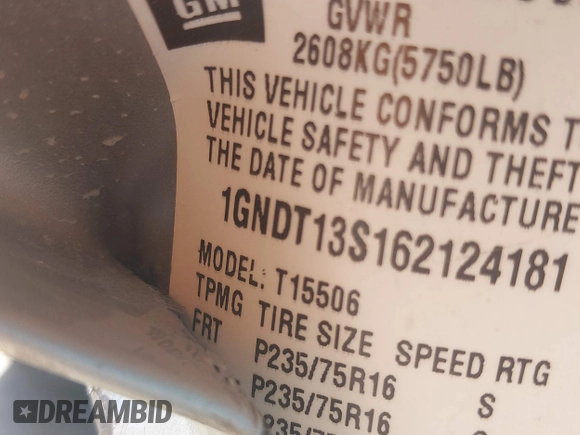 GM
GVWR
2608KG(5750LB)
THIS VEHICLE CONFORMS
VEHICLE SAFETY AND THEFT
THE DATE OF MANUFACTURE
1GNDT13S162124181
MODEL: T15506
TPMG TIRE SIZE SPEED RTG
FRT P235/75R16 S
P235/75R16
DREAMBID